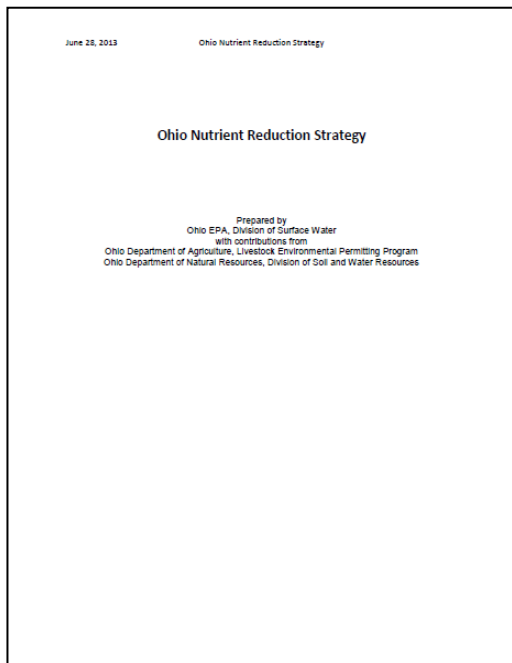 June 28, 2013 Ohio Nutrient Reduction Strategy
Ohio Nutrient Reduction Strategy
Prepared by
Ohio EPA, Division of Surface Water
with contributions from
Ohio Department of Agriculture, Livestock Environmental Permitting Program
Ohio Department of Natural Resources, Division of Soil and Water Resources